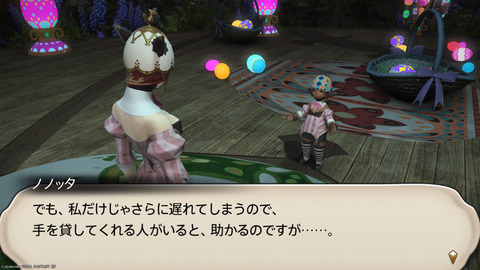 ノノッタ
でも、私だけじゃさらに遅れてしまうので、
手を貸してくれる人がいると、助かるのですが……。